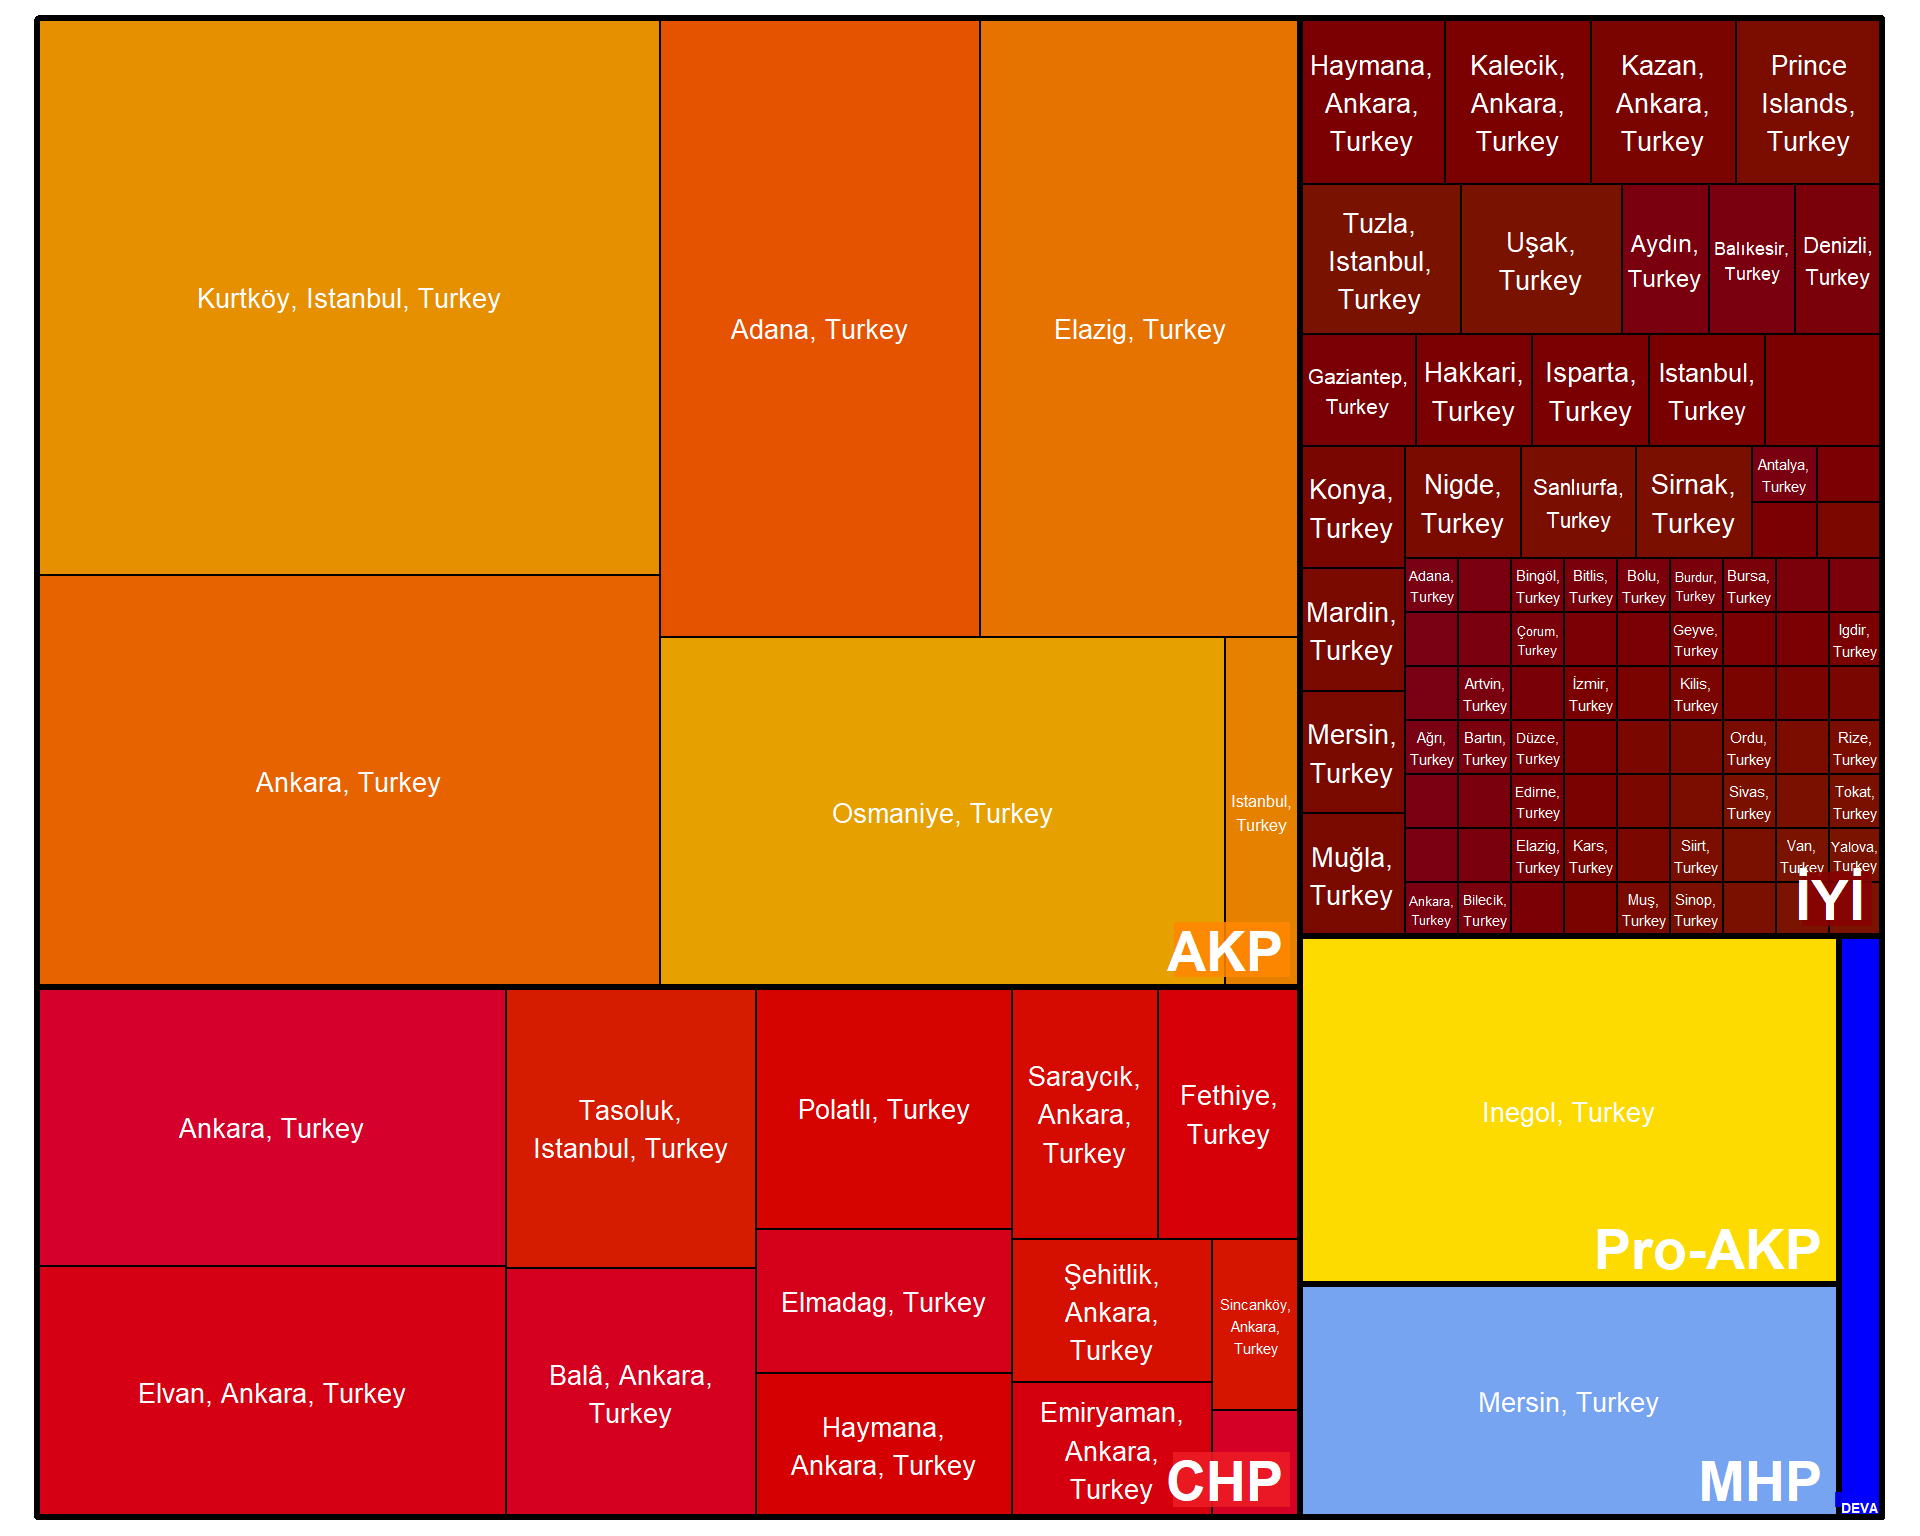 Kurtköy, Istanbul, Turkey
Ankara, Turkey
Adana, Turkey
Elazig, Turkey
Osmaniye, Turkey
Istanbul,
Turkey
AKP
Ankara, Turkey
Elvan, Ankara, Turkey
Tasoluk,
Istanbul, Turkey
Balâ, Ankara,
Turkey
Polatlı, Turkey
Elmadag, Turkey
Haymana,
Ankara, Turkey
Saraycık,
Ankara,
Turkey
Fethiye,
Turkey
Şehitlik,
Ankara,
Turkey
Sincanköy,
Ankara,
Turkey
Emiryaman,
Ankara,
Turkey
CHP
Haymana,
Ankara,
Turkey
Kalecik,
Ankara,
Turkey
Kazan,
Ankara,
Turkey
Prince
Islands,
Turkey
Tuzla,
Istanbul,
Turkey
Uşak,
Turkey
Aydın,
Turkey
Balıkesir,
Turkey
Denizli,
Turkey
Gaziantep,
Turkey
Hakkari,
Turkey
Isparta,
Turkey
Istanbul,
Turkey
Konya,
Turkey
Nigde,
Turkey
Sanlıurfa,
Turkey
Sirnak,
Turkey
Antalya,
Turkey
Mardin,
Turkey
Mersin,
Turkey
Muğla,
Turkey
Adana,
Turkey
Bingöl,
Turkey
Bitlis,
Turkey
Bolu,
Turkey
Burdur,
Turkey
Bursa,
Turkey
Çorum,
Turkey
Geyve,
Turkey
Igdir,
Turkey
Artvin,
Turkey
İzmir,
Turkey
Kilis,
Turkey
Ağrı,
Turkey
Bartın,
Turkey
Düzce,
Turkey
Ordu,
Turkey
Rize,
Turkey
Edirne,
Turkey
Sivas,
Turkey
Tokat,
Turkey
Elazig,
Turkey
Kars,
Turkey
Siirt,
Turkey
Van,
Turkey
Yalova,
Turkey
Ankara,
Turkey
Bilecik,
Turkey
Muş,
Turkey
Sinop,
Turkey
İYİ
Inegol, Turkey
Pro-AKP
Mersin, Turkey
MHP
DEVA